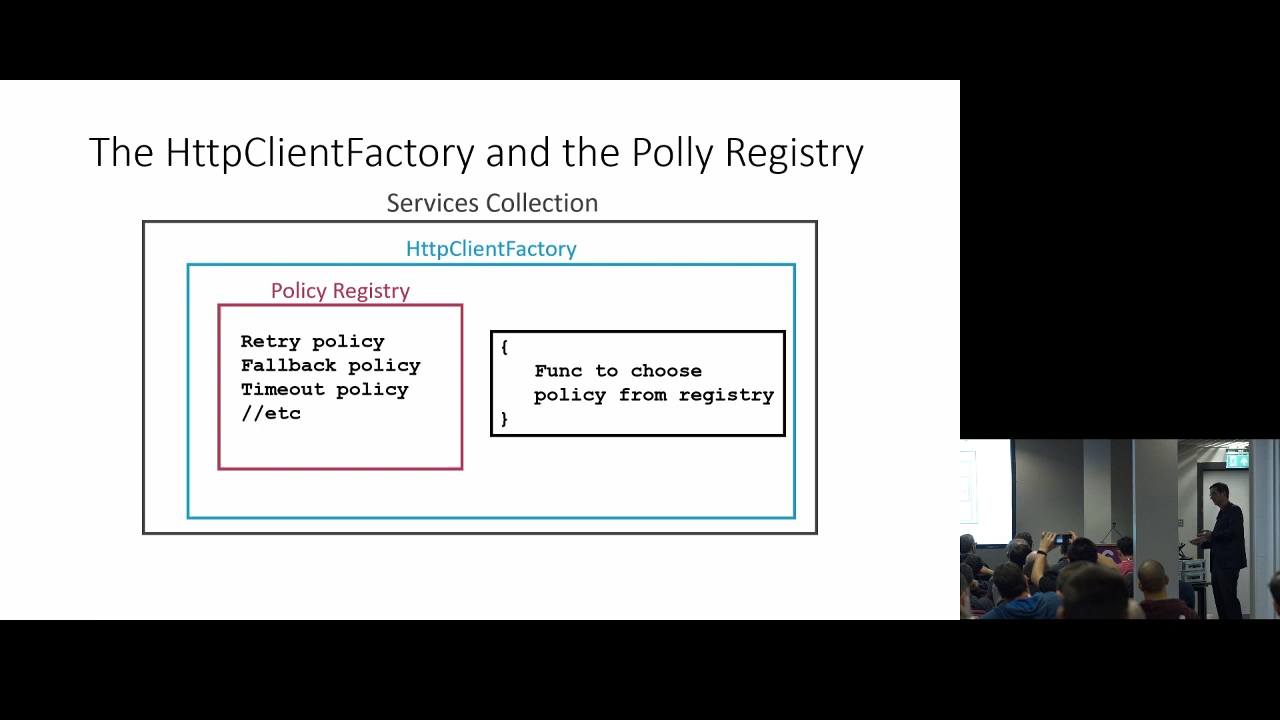 The HttpClientFactory and the Polly Registry
Services Collection
HttpClientFactory
Policy Registry
Retry policy
Fallback policy
Timeout policy
//etc
{
Func to choose
policy from registry
}